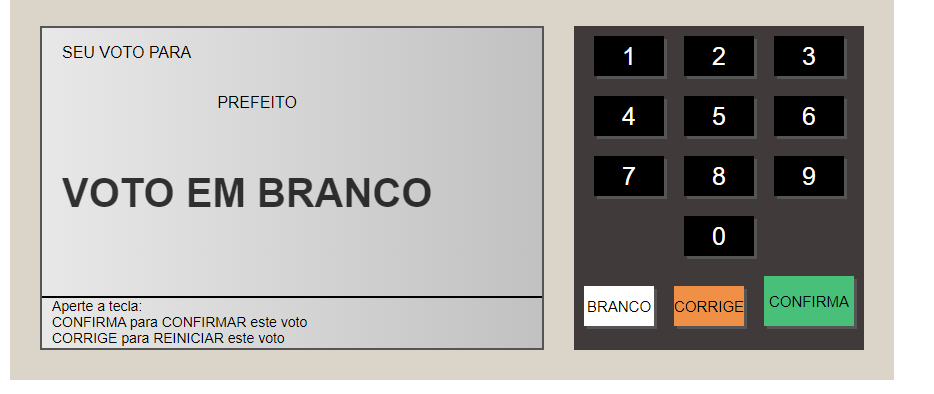 SEU VOTO PARA
PREFEITO
VOTO EM BRANCO
Aperte a tecla:
CONFIRMA para CONFIRMAR este voto
CORRIGE para REINICIAR este voto
1 2 3
4 5 6
7 8 9
0
BRANCO CORRIGE CONFIRMA